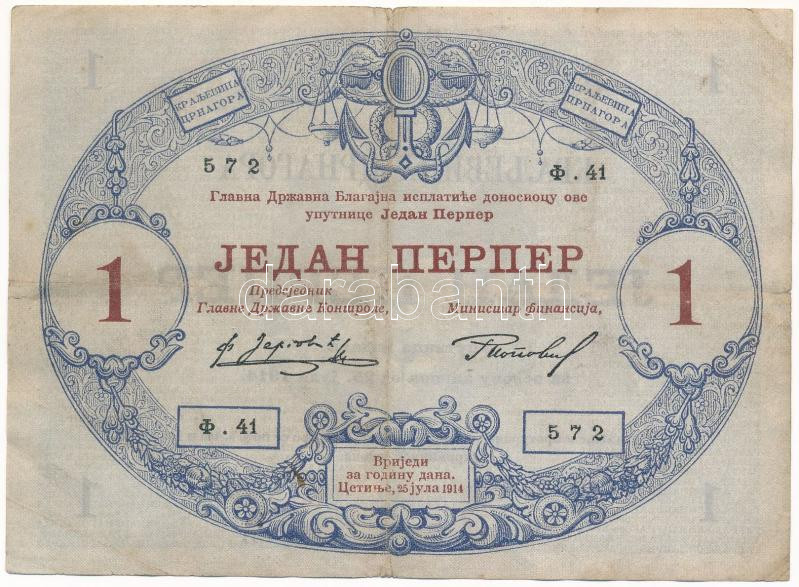 КРАЉЕВИНА
ЦРНАГОРА
КРАЉЕВИНА
ЦРНАГОРА
572
Ф.41
Главна Државна Благајна исплатиће доносиоцу ове
упутнице Један Перпер
ЈЕДАН ПЕРПЕР
1
1
Предсједник
Главне Државне Контроле,
Министар финансија,
darabanth
Ф.41
572
Вриједи
за годину дана.
Цетиње, 25 јула 1914